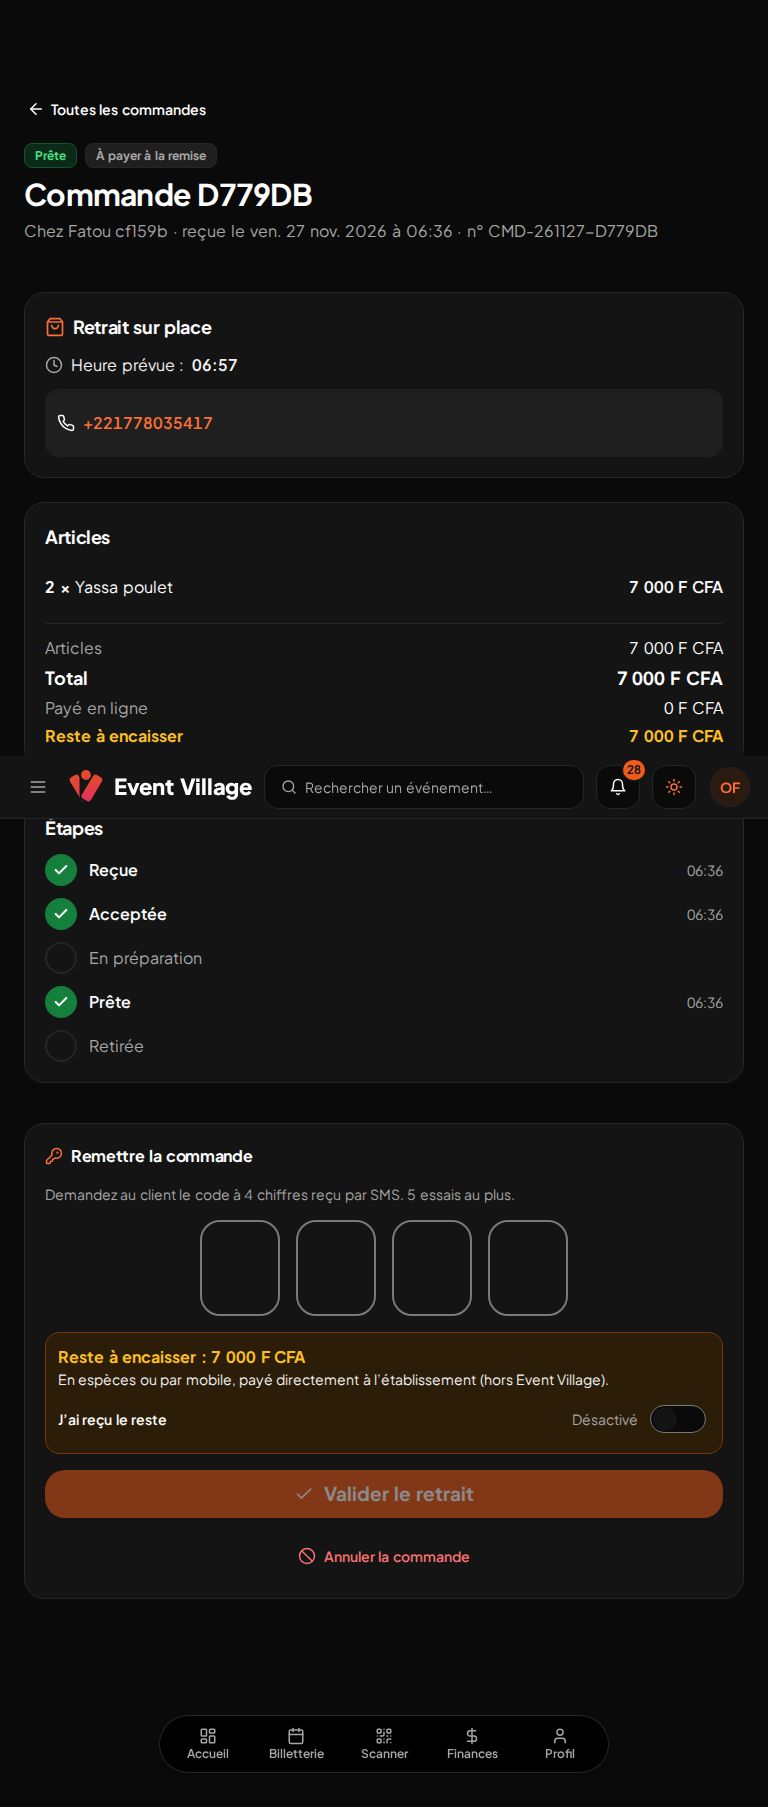 Toutes les commandes
Prête
À payer à la remise
Commande D779DB
Chez Fatou cf159b · reçue le ven. 27 nov. 2026 à 06:36 · n° CMD-261127-D779DB
Retrait sur place
Heure prévue : 06:57
+221778035417
Articles
2 × Yassa poulet 7 000 F CFA
Articles 7 000 F CFA
Total 7 000 F CFA
Payé en ligne 0 F CFA
Reste à encaisser 7 000 F CFA
Event Village
Rechercher un événement...
28
OF
Étapes
Reçue 06:36
Acceptée 06:36
En préparation
Prête 06:36
Retirée
Remettre la commande
Demandez au client le code à 4 chiffres reçu par SMS. 5 essais au plus.
Reste à encaisser : 7 000 F CFA
En espèces ou par mobile, payé directement à l’établissement (hors Event Village).
J’ai reçu le reste Désactivé
Valider le retrait
Annuler la commande
Accueil Billetterie Scanner Finances Profil